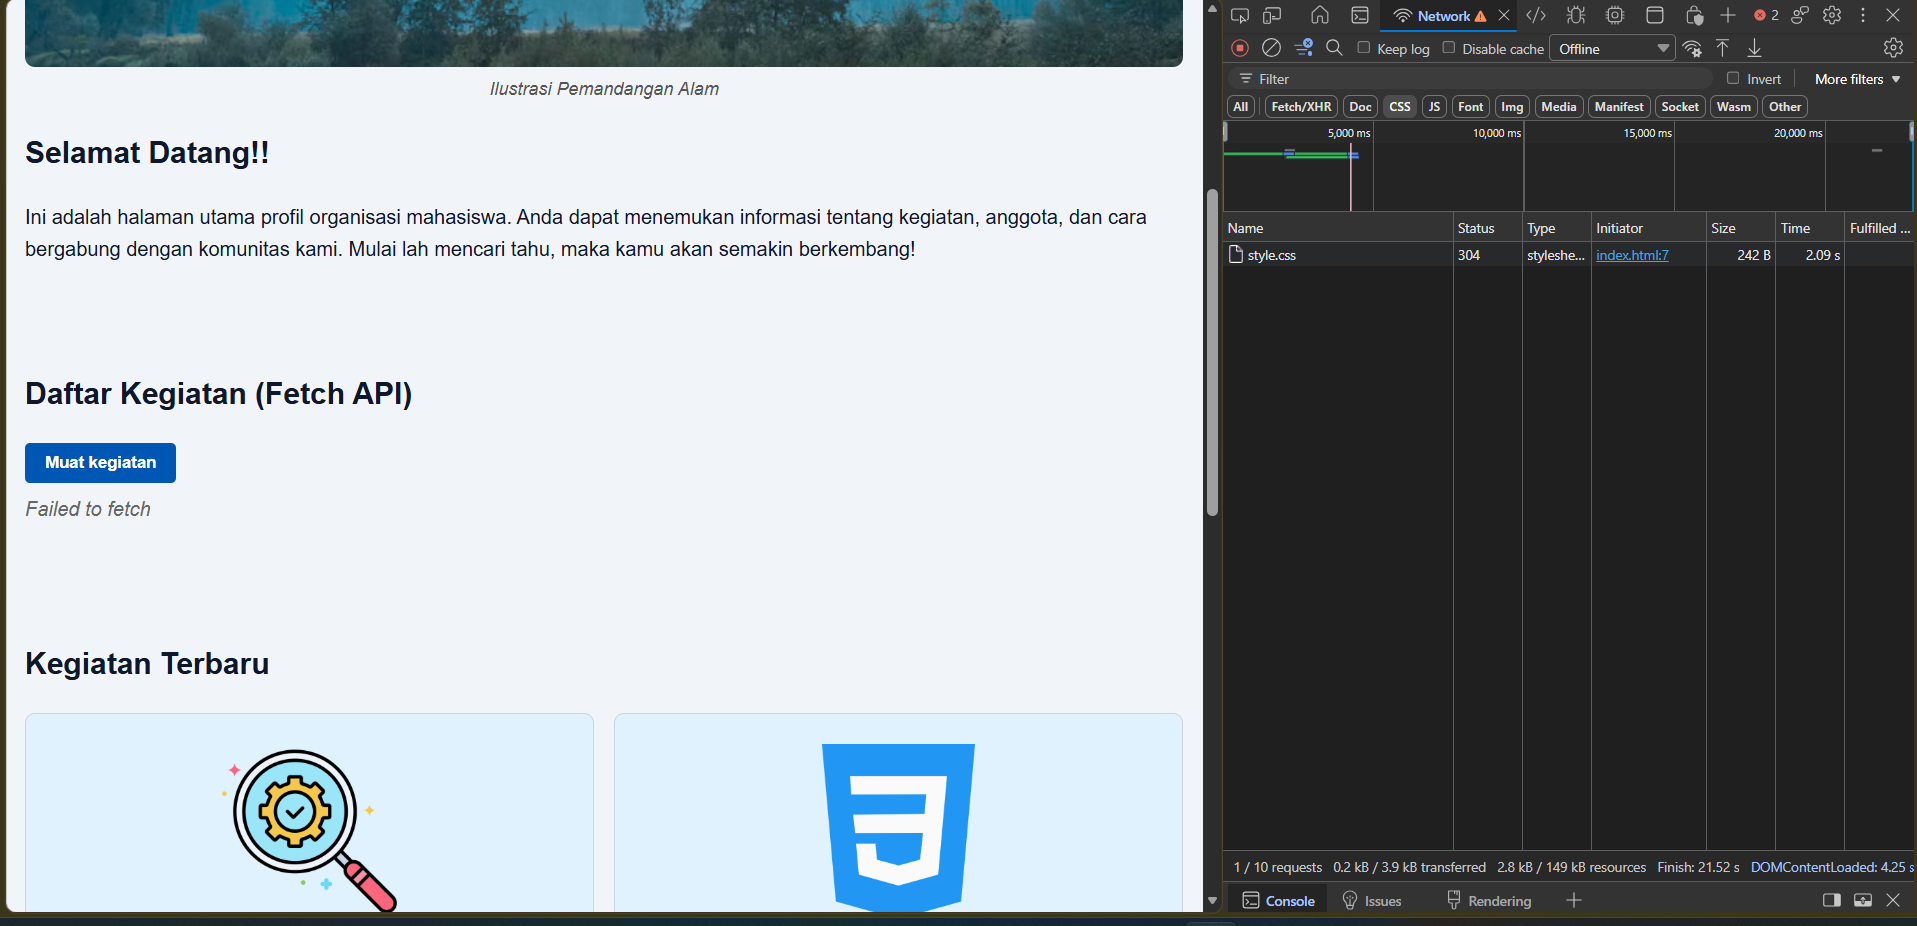 Ilustrasi Pemandangan Alam
Selamat Datang!!
Ini adalah halaman utama profil organisasi mahasiswa. Anda dapat menemukan informasi tentang kegiatan, anggota, dan cara
bergabung dengan komunitas kami. Mulai lah mencari tahu, maka kamu akan semakin berkembang!
Daftar Kegiatan (Fetch API)
Muat kegiatan
Failed to fetch
Kegiatan Terbaru
Network 2
Keep log Disable cache Offline
Filter Invert More filters
All Fetch/XHR Doc CSS JS Font Img Media Manifest Socket Wasm Other
5,000 ms 10,000 ms 15,000 ms 20,000 ms
Name Status Type Initiator Size Time Fulfilled ...
style.css 304 styleshe... index.html:7 242 B 2.09 s
1 / 10 requests 0.2 kB / 3.9 kB transferred 2.8 kB / 149 kB resources Finish: 21.52 s DOMContentLoaded: 4.25 s
Console Issues Rendering